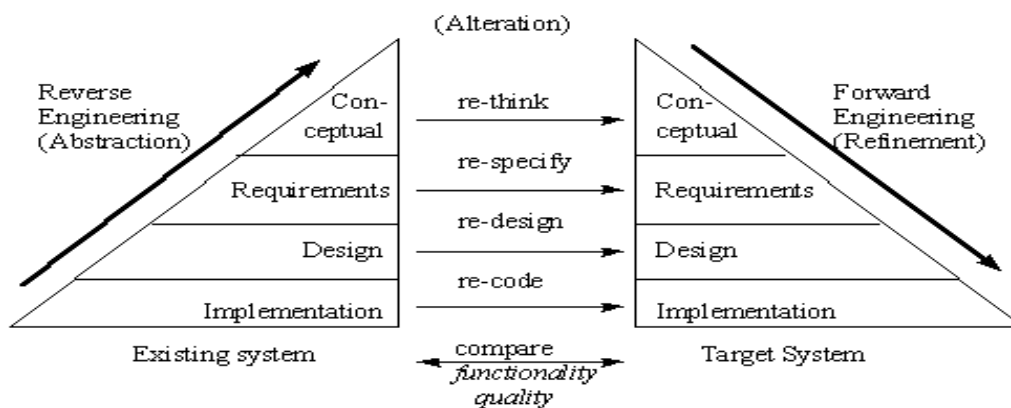 (Alteration)
Reverse
Engineering
(Abstraction)
Con-
ceptual
Requirements
Design
Implementation
Existing system
re-think
re-specify
re-design
re-code
compare
functionality
quality
Con-
ceptual
Requirements
Design
Implementation
Target System
Forward
Engineering
(Refinement)